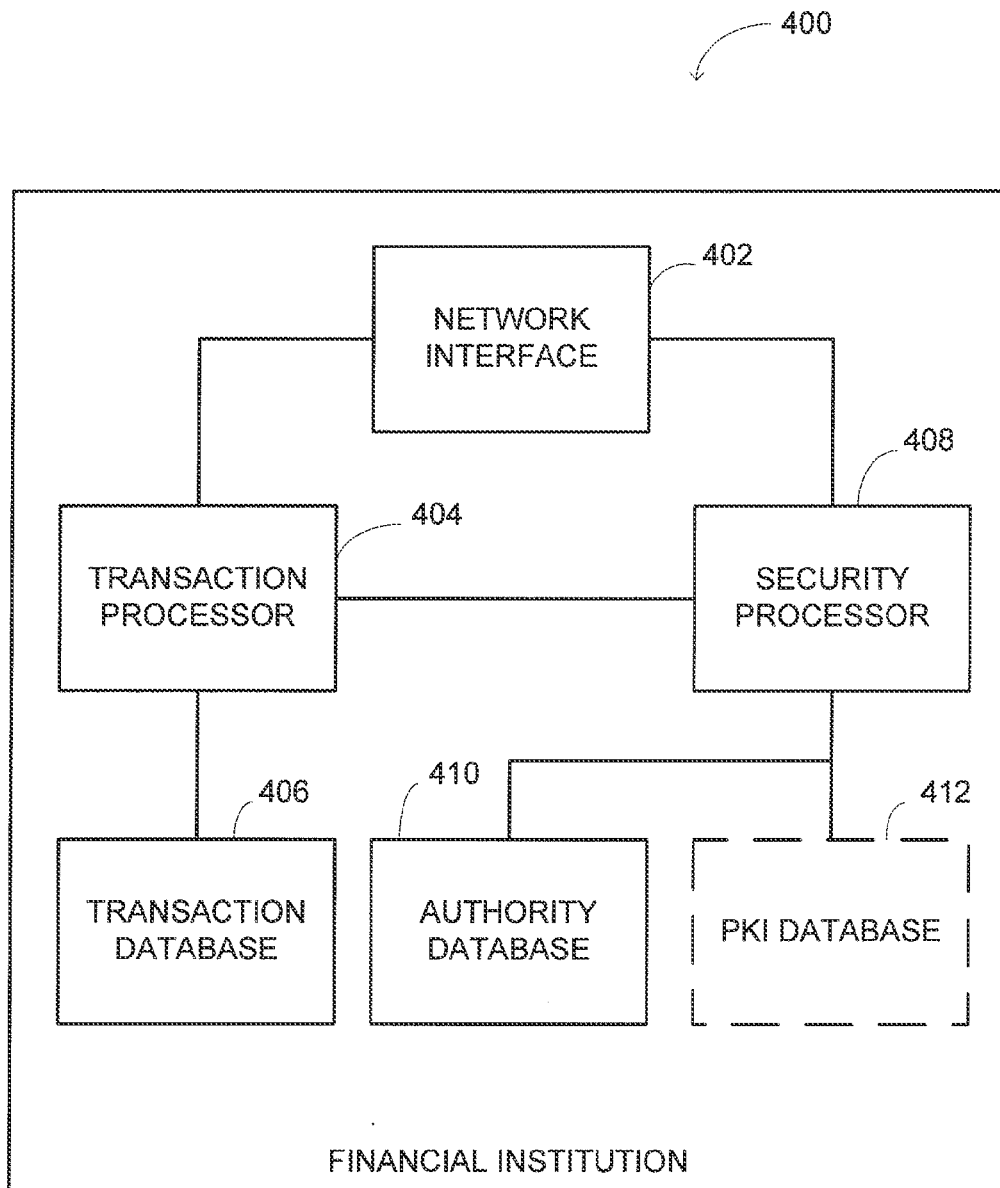 400
402
NETWORK
INTERFACE
408
404
TRANSACTION
PROCESSOR
SECURITY
PROCESSOR
406
410
412
TRANSACTION
DATABASE
AUTHORITY
DATABASE
PKI DATABASE
FINANCIAL INSTITUTION